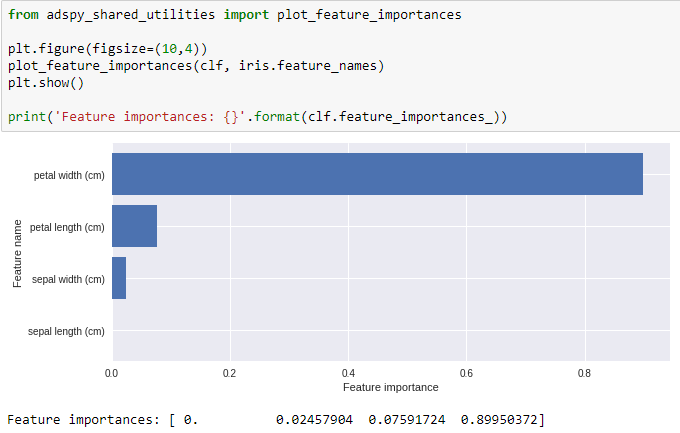 from adspy_shared_utilities import plot_feature_importances
plt.figure(figsize=(10,4))
plot_feature_importances(clf, iris.feature_names)
plt.show()
print('Feature importances: {}'.format(clf.feature_importances_))
Feature name
petal width (cm)
petal length (cm)
sepal width (cm)
sepal length (cm)
0.0 0.2 0.4 0.6 0.8
Feature importance
Feature importances: [ 0. 0.02457904 0.07591724 0.89950372]